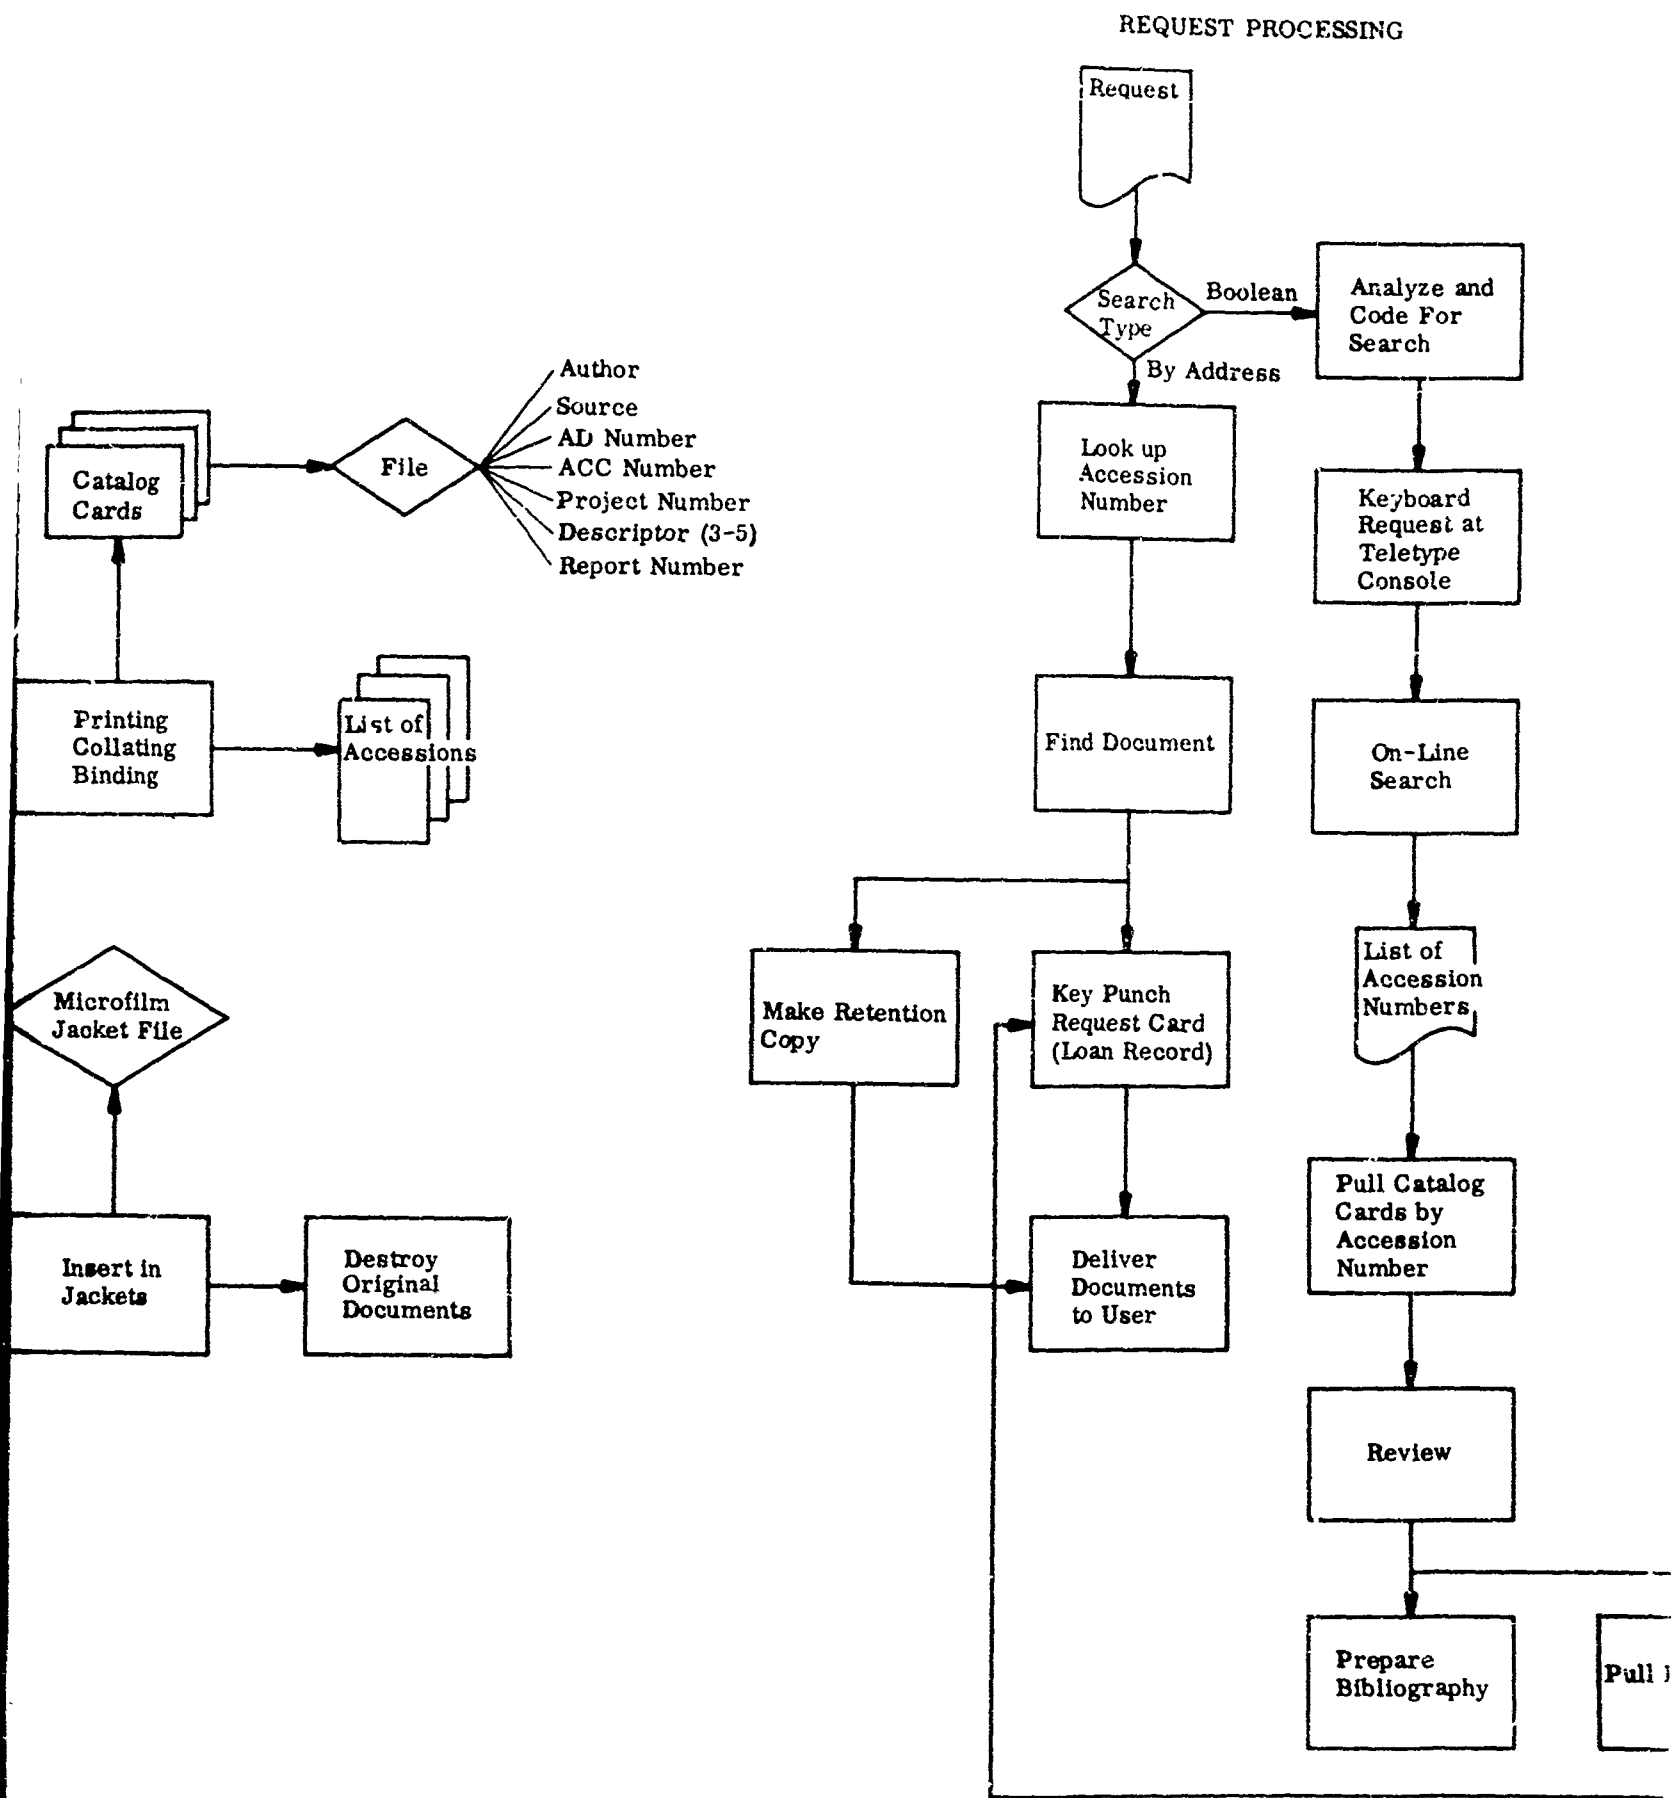 REQUEST PROCESSING
Request
Search
Type
Boolean
By Address
Analyze and
Code For
Search
Author
Source
AD Number
ACC Number
Project Number
Descriptor (3-5)
Report Number
File
Catalog
Cards
Look up
Accession
Number
Keyboard
Request at
Teletype
Console
Printing
Collating
Binding
List of
Accessions
Find Document
On-Line
Search
Microfilm
Jacket File
Make Retention
Copy
Key Punch
Request Card
(Loan Record)
List of
Accession
Numbers
Insert in
Jackets
Destroy
Original
Documents
Deliver
Documents
to User
Pull Catalog
Cards by
Accession
Number
Review
Prepare
Bibliography
Pull